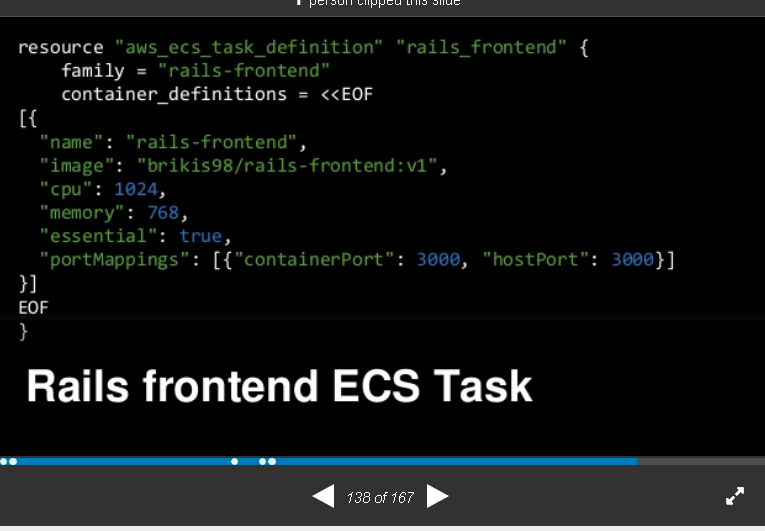 1 person clipped this slide
resource "aws_ecs_task_definition" "rails_frontend" {
    family = "rails-frontend"
    container_definitions = <<EOF
[{
  "name": "rails-frontend",
  "image": "brikis98/rails-frontend:v1",
  "cpu": 1024,
  "memory": 768,
  "essential": true,
  "portMappings": [{"containerPort": 3000, "hostPort": 3000}]
}]
EOF
}
Rails frontend ECS Task
138 of 167